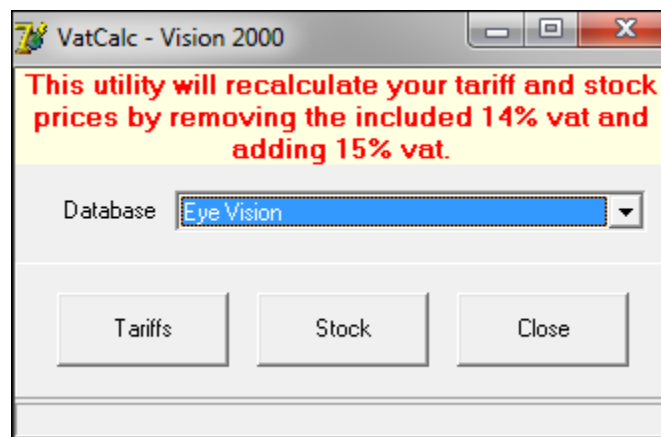 VatCalc - Vision 2000
This utility will recalculate your tariff and stock
prices by removing the included 14% vat and
adding 15% vat.
Database Eye Vision
Tariffs Stock Close